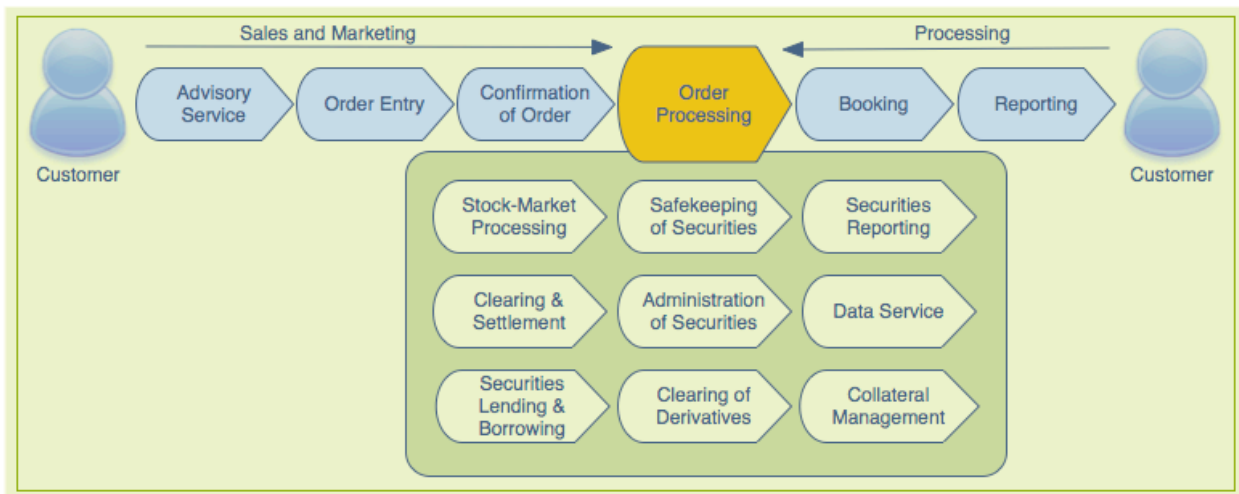 Sales and Marketing
Processing
Advisory
Service
Order Entry
Confirmation
of Order
Order
Processing
Booking
Reporting
Customer
Customer
Stock-Market
Processing
Safekeeping
of Securities
Securities
Reporting
Clearing &
Settlement
Administration
of Securities
Data Service
Securities
Lending &
Borrowing
Clearing of
Derivatives
Collateral
Management